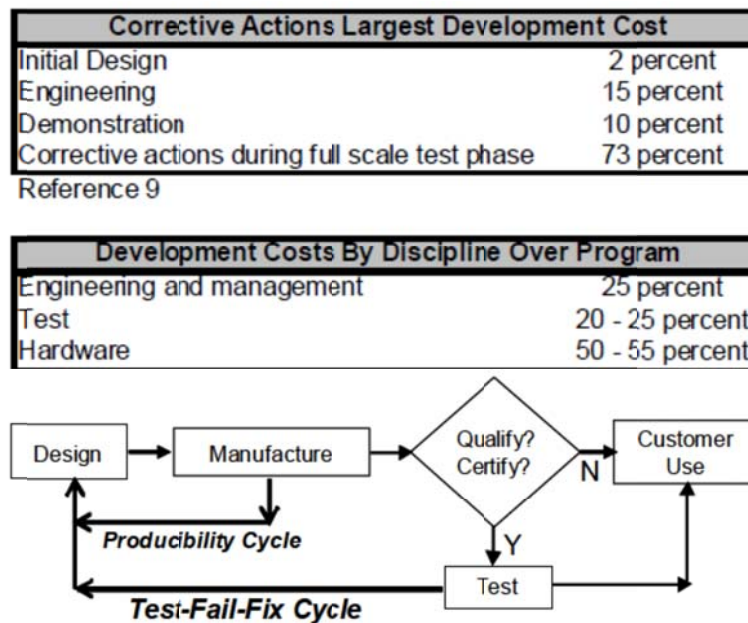 Corrective Actions Largest Development Cost
Initial Design 2 percent
Engineering 15 percent
Demonstration 10 percent
Corrective actions during full scale test phase 73 percent
Reference 9
Development Costs By Discipline Over Program
Engineering and management 25 percent
Test 20 - 25 percent
Hardware 50 - 55 percent
Design
Manufacture
Qualify?
Certify?
N
Customer
Use
Producibility Cycle
Y
Test
Test-Fail-Fix Cycle